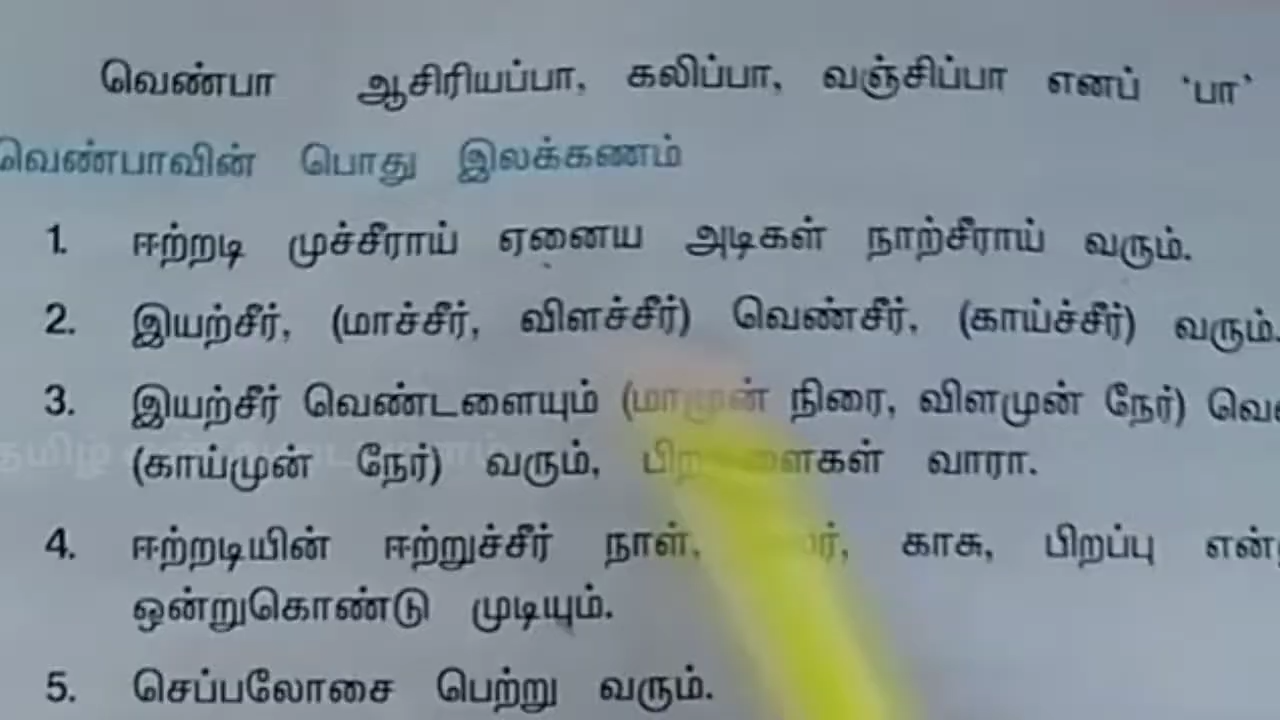 வெண்பா ஆசிரியப்பா, கலிப்பா, வஞ்சிப்பா எனப் 'பா'
வெண்பாவின் பொது இலக்கணம்
1. ஈற்றடி முச்சீராய் ஏனைய அடிகள் நாற்சீராய் வரும்.
2. இயற்சீர், (மாச்சீர், விளச்சீர்) வெண்சீர், (காய்ச்சீர்) வரும்.
3. இயற்சீர் வெண்டளையும் (மாமுன் நிரை, விளமுன் நேர்)
(காய்முன் நேர்) வரும், வாரா.
4. ஈற்றடியின் ஈற்றுச்சீர் நாள், காசு, பிறப்பு
ஒன்றுகொண்டு முடியும்.
5. செப்பலோசை பெற்று வரும்.